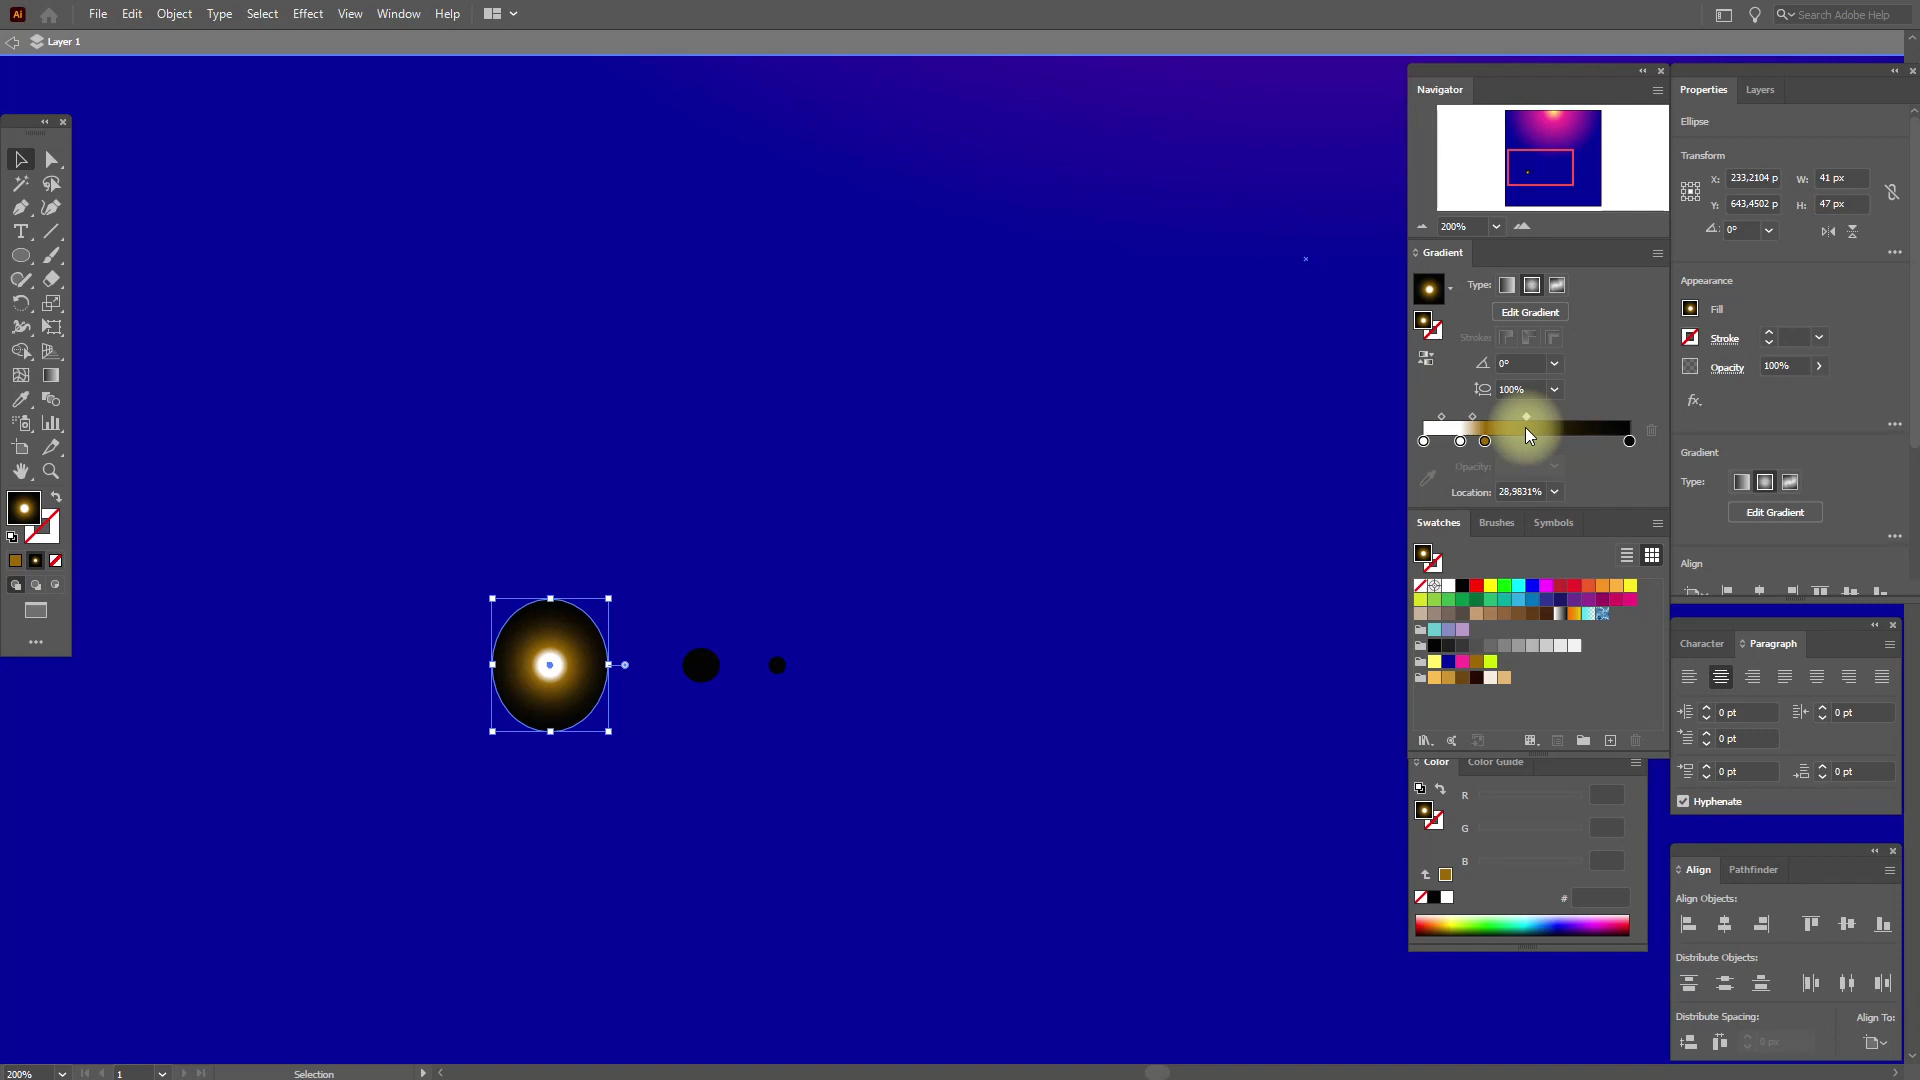 Ai File Edit Object Type Select Effect View Window Help Search Adobe Help
Layer 1
Navigator
200%
Gradient
Type:
Edit Gradient
Stroke:
0°
100%
Opacity:
Location: 28,9831%
Swatches Brushes Symbols
Color Color Guide
R
G
B
#
Properties Layers
Ellipse
Transform
X: 233,2104 p W: 41 px
Y: 643,4502 p H: 47 px
0°
Appearance
Fill
Stroke
Opacity 100%
fx.
Gradient
Type:
Edit Gradient
Align
Character Paragraph
0 pt 0 pt
0 pt
0 pt 0 pt
Hyphenate
Align Pathfinder
Align Objects:
Distribute Objects:
Distribute Spacing: Align To:
0 px
200% 1 Selection